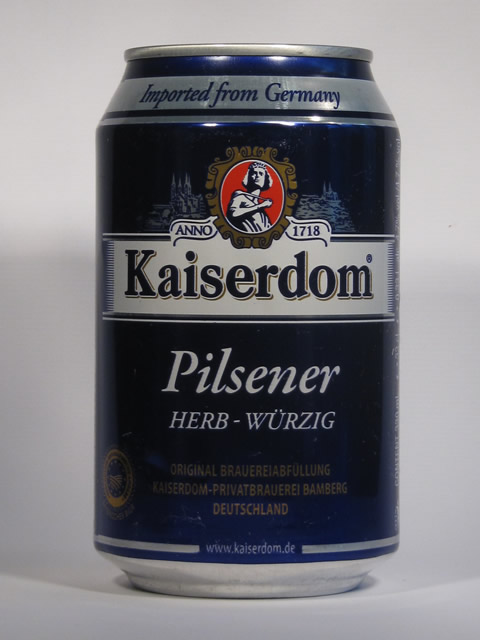 Imported from Germany
ANNO 1718
Kaiserdom®
Pilsener
HERB - WÜRZIG
ORIGINAL BRAUEREIABFÜLLUNG
KAISERDOM-PRIVATBRAUEREI BAMBERG
DEUTSCHLAND
www.kaiserdom.de